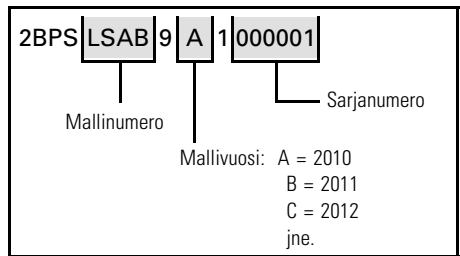 2BPS LSAB 9 A 1 000001
Sarjanumero
Mallinumero
Mallivuosi: A = 2010
B = 2011
C = 2012
jne.